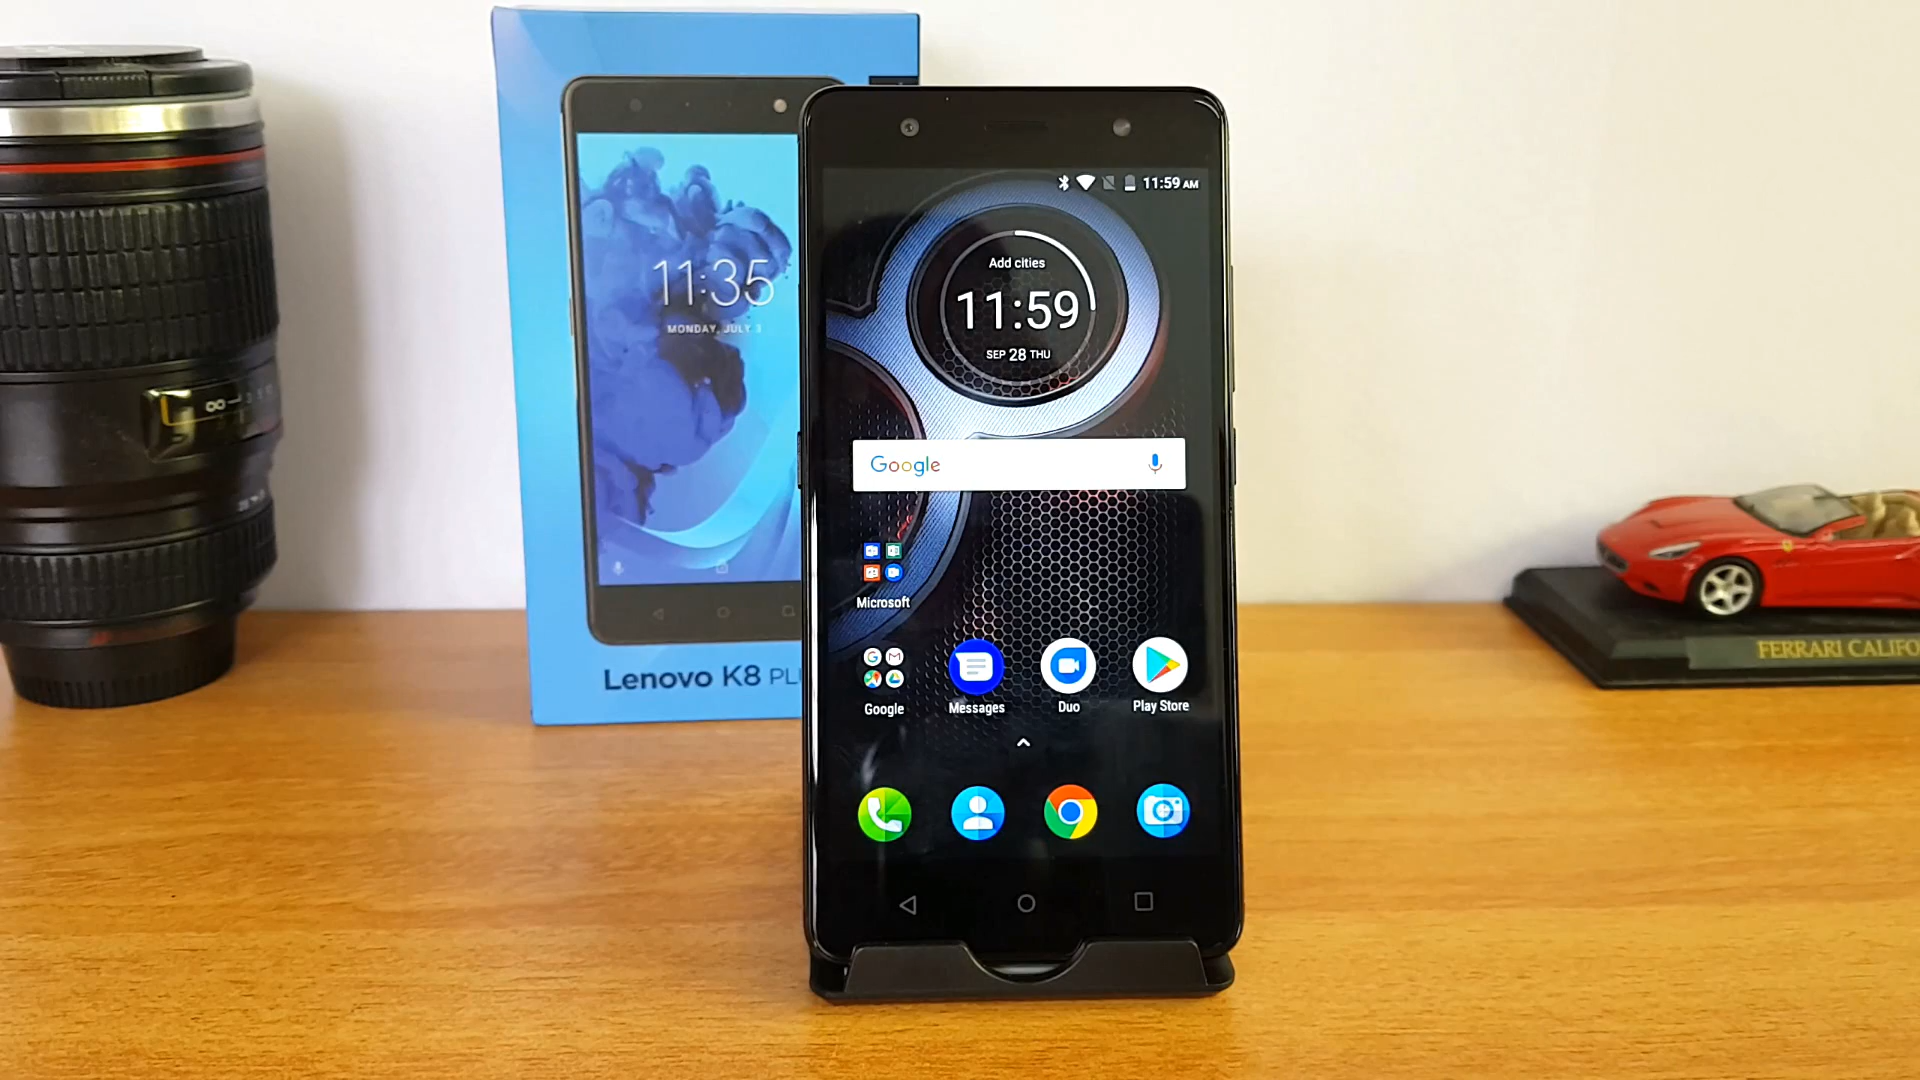 11:35
MONDAY, JULY 3
Lenovo K8 PL
11:59 AM
Add cities
11:59
SEP 28 THU
Google
Microsoft
Google
Messages
Duo
Play Store
FERRARI CALIFO